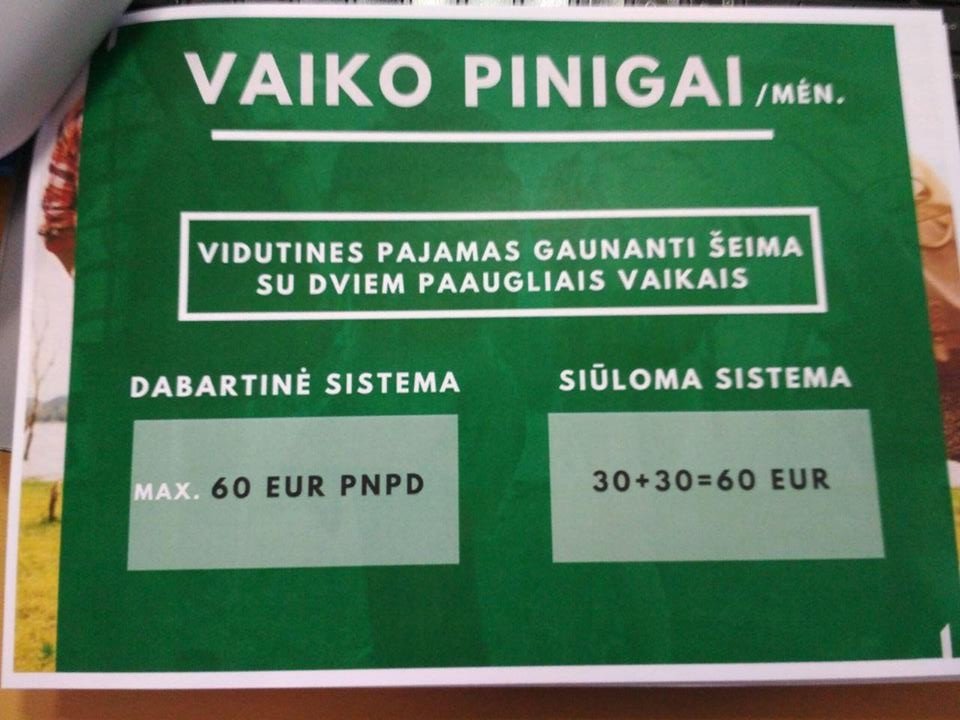 VAIKO PINIGAI /MĖN.
VIDUTINES PAJAMAS GAUNANTI ŠEIMA
SU DVIEM PAAUGLIAIS VAIKAIS
DABARTINĖ SISTEMA
MAX. 60 EUR PNPD
SIŪLOMA SISTEMA
30+30=60 EUR